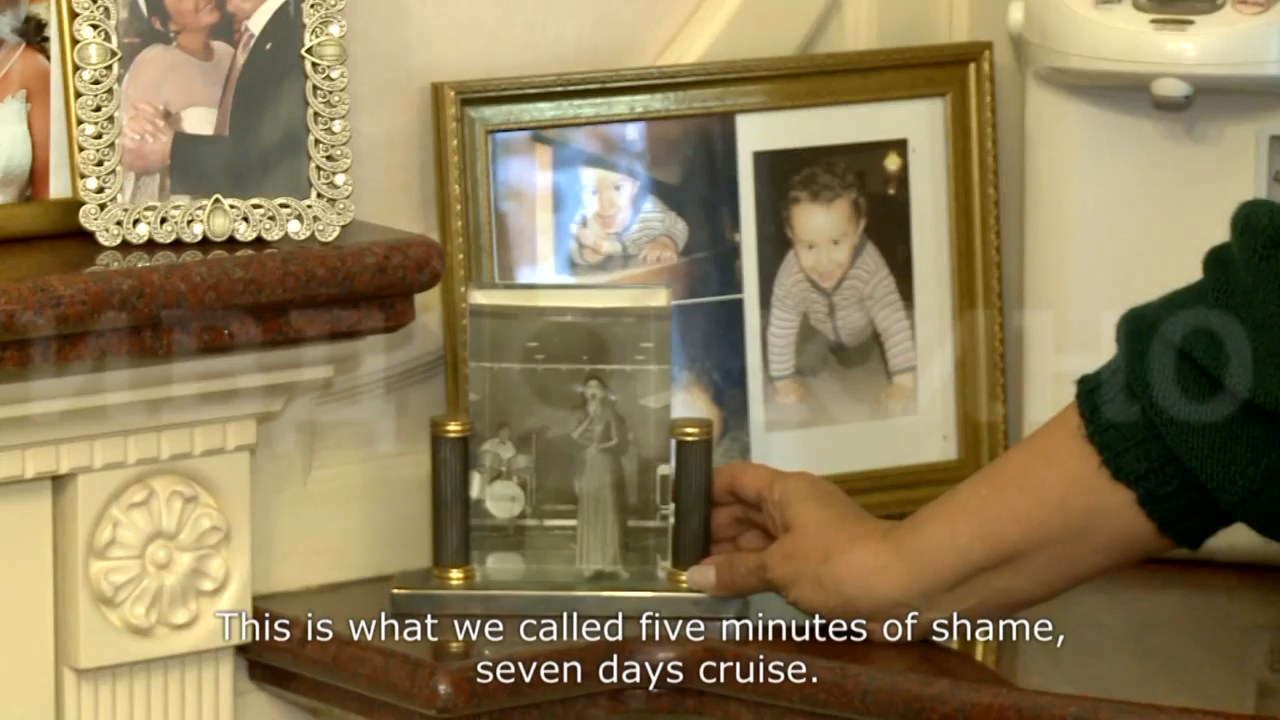 This is what we called five minutes of shame,
seven days cruise.